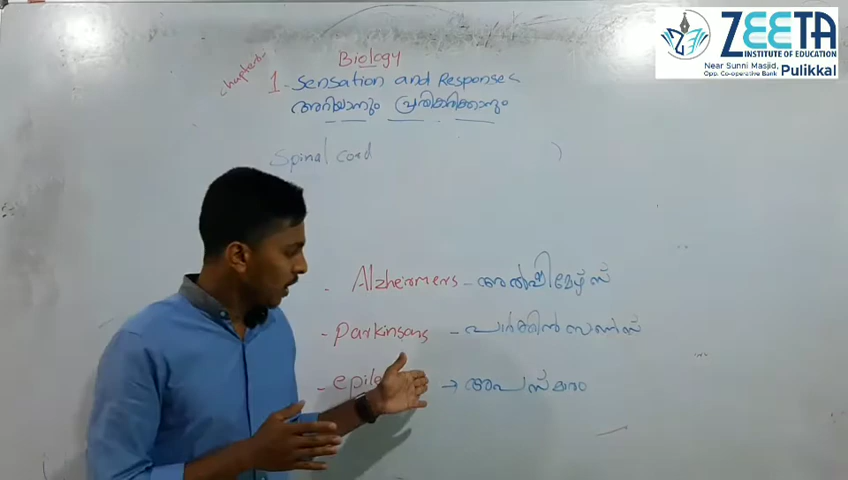 ZEETA
INSTITUTE OF EDUCATION
Near Sunni Masjid,
Opp. Co-operative Bank, Pulikkal
Biology
chapter:
1. Sensation and Responses
അറിയാനും പ്രതികരിക്കാനും
Spinal cord
- Alzheimers - അൽഷിമേഴ്സ്
- Parkinsons - പാർക്കിൻസൺസ്
- → അപസ്മാരം